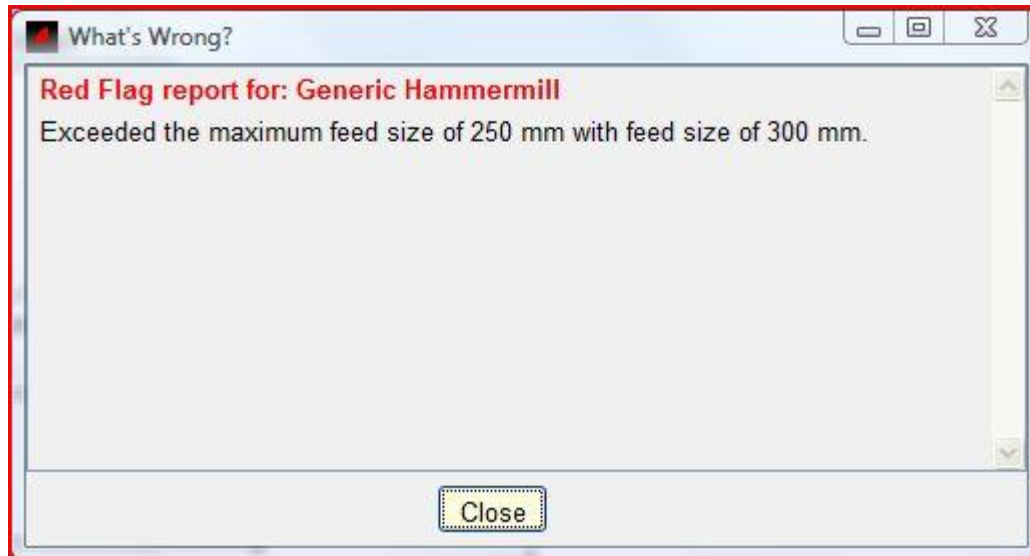 What's Wrong?
Red Flag report for: Generic Hammermill
Exceeded the maximum feed size of 250 mm with feed size of 300 mm.
Close